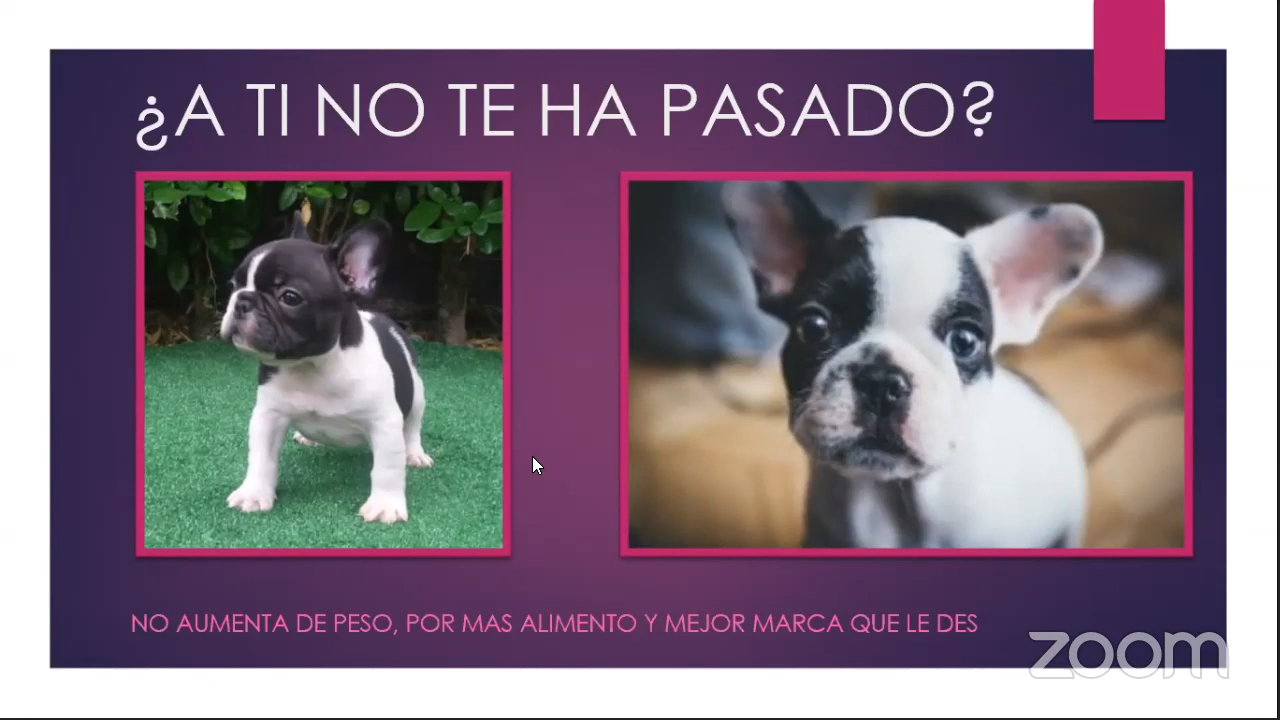 ¿A TI NO TE HA PASADO?
NO AUMENTA DE PESO, POR MAS ALIMENTO Y MEJOR MARCA QUE LE DES
zoom